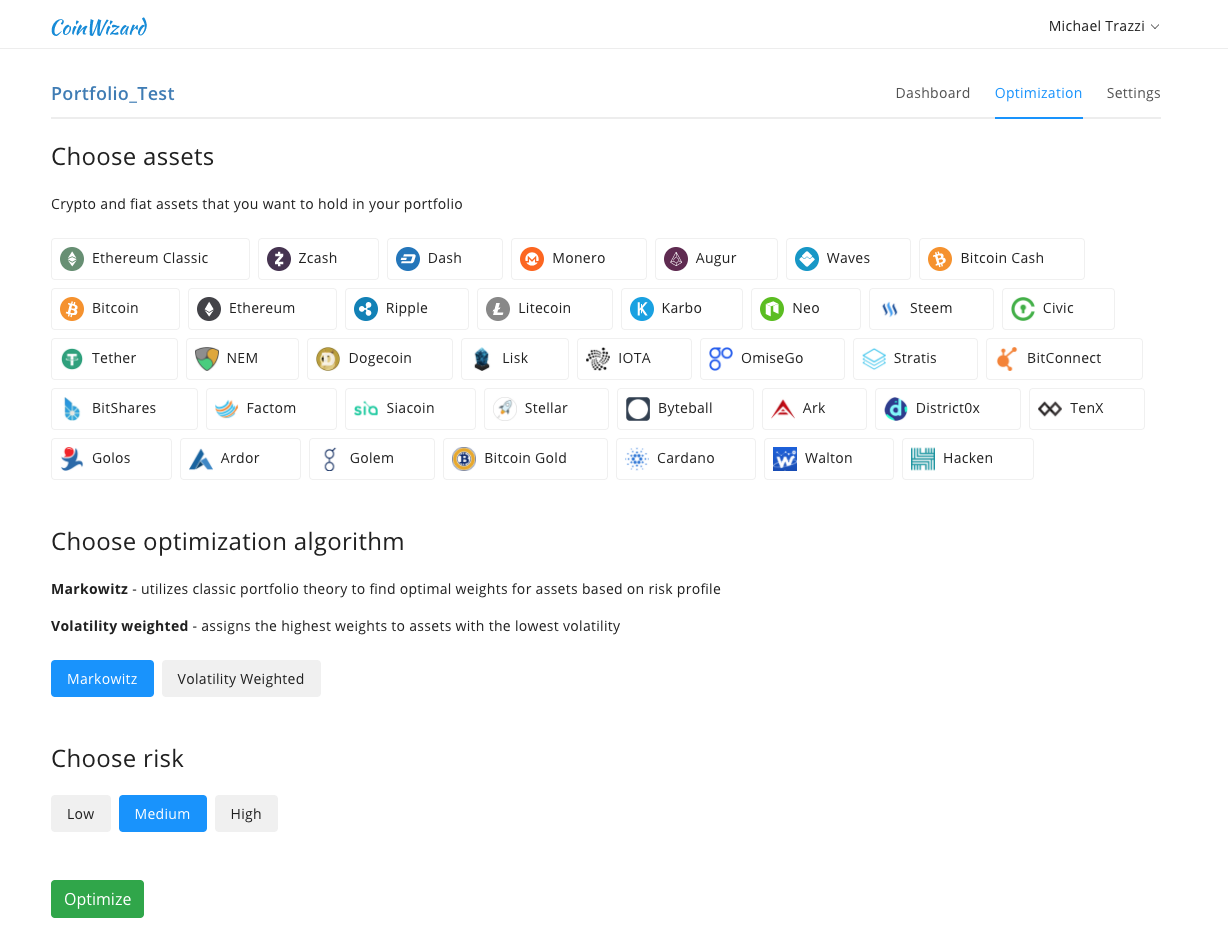 CoinWizard
Michael Trazzi
Portfolio_Test
Dashboard Optimization Settings
Choose assets
Crypto and fiat assets that you want to hold in your portfolio
Ethereum Classic Zcash Dash Monero Augur Waves Bitcoin Cash
Bitcoin Ethereum Ripple Litecoin Karbo Neo Steem Civic
Tether NEM Dogecoin Lisk IOTA OmiseGo Stratis BitConnect
BitShares Factom sia Siacoin Stellar Byteball Ark District0x TenX
Golos Ardor Golem Bitcoin Gold Cardano Walton Hacken
Choose optimization algorithm
Markowitz - utilizes classic portfolio theory to find optimal weights for assets based on risk profile
Volatility weighted - assigns the highest weights to assets with the lowest volatility
Markowitz Volatility Weighted
Choose risk
Low Medium High
Optimize